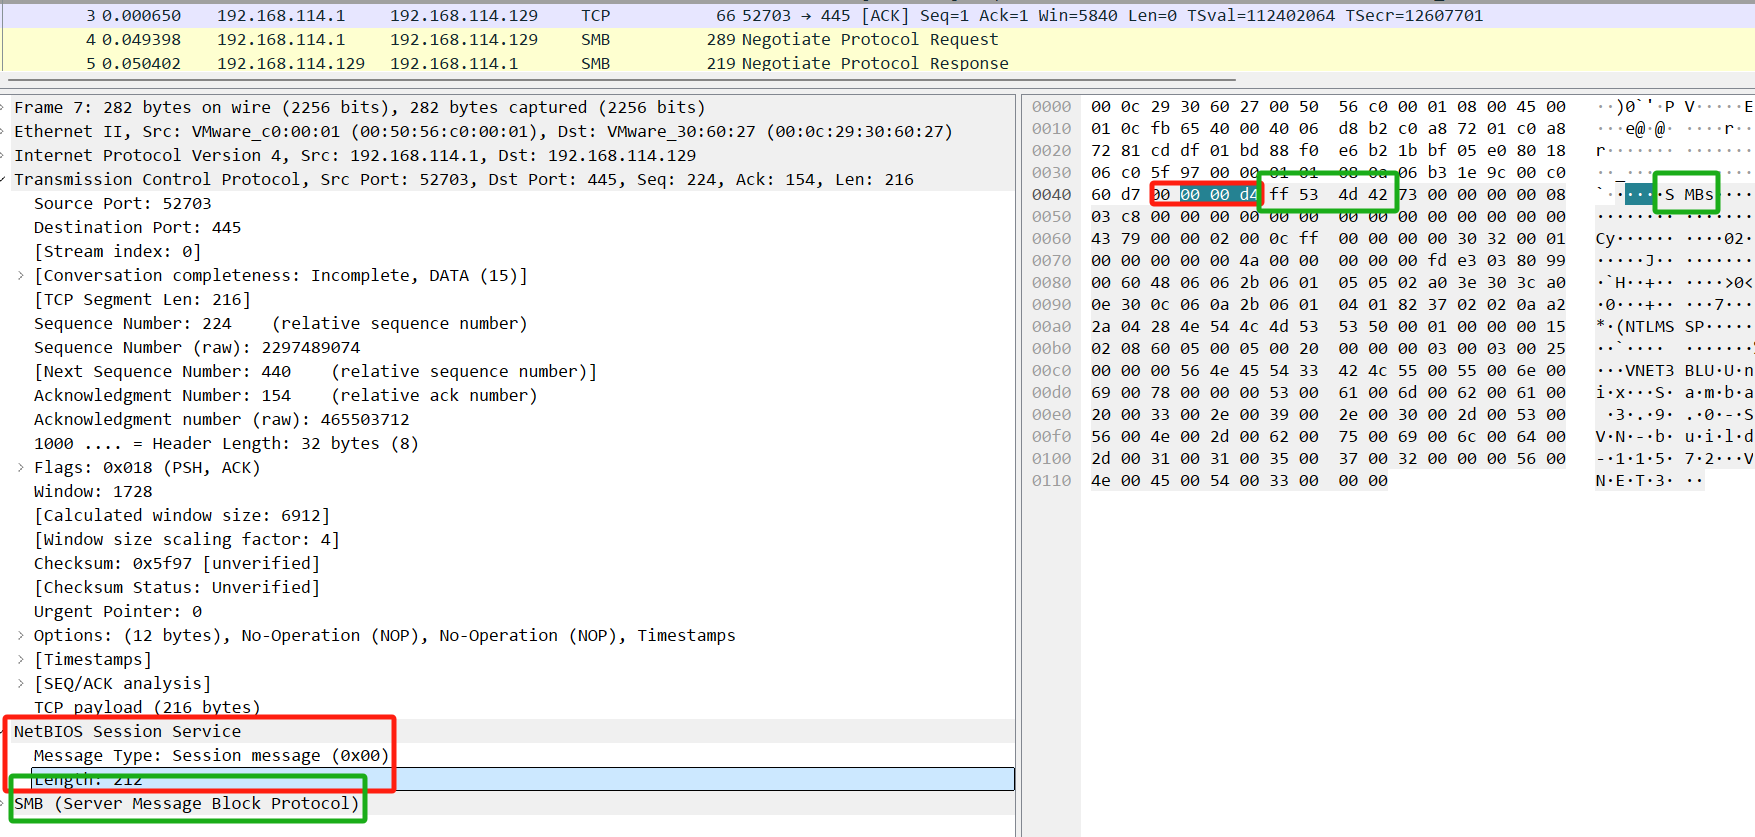 3 0.000650 192.168.114.1 192.168.114.129 TCP 66 52703 → 445 [ACK] Seq=1 Ack=1 Win=5840 Len=0 TSval=112402064 TSecr=12607701
4 0.049398 192.168.114.1 192.168.114.129 SMB 289 Negotiate Protocol Request
5 0.050402 192.168.114.129 192.168.114.1 SMB 219 Negotiate Protocol Response
Frame 7: 282 bytes on wire (2256 bits), 282 bytes captured (2256 bits)
Ethernet II, Src: VMware_c0:00:01 (00:50:56:c0:00:01), Dst: VMware_30:60:27 (00:0c:29:30:60:27)
Internet Protocol Version 4, Src: 192.168.114.1, Dst: 192.168.114.129
Transmission Control Protocol, Src Port: 52703, Dst Port: 445, Seq: 224, Ack: 154, Len: 216
Source Port: 52703
Destination Port: 445
[Stream index: 0]
[Conversation completeness: Incomplete, DATA (15)]
[TCP Segment Len: 216]
Sequence Number: 224 (relative sequence number)
Sequence Number (raw): 2297489074
[Next Sequence Number: 440 (relative sequence number)]
Acknowledgment Number: 154 (relative ack number)
Acknowledgment number (raw): 465503712
1000 .... = Header Length: 32 bytes (8)
Flags: 0x018 (PSH, ACK)
Window: 1728
[Calculated window size: 6912]
[Window size scaling factor: 4]
Checksum: 0x5f97 [unverified]
[Checksum Status: Unverified]
Urgent Pointer: 0
Options: (12 bytes), No-Operation (NOP), No-Operation (NOP), Timestamps
[Timestamps]
[SEQ/ACK analysis]
TCP payload (216 bytes)
NetBIOS Session Service
Message Type: Session message (0x00)
Length: 212
SMB (Server Message Block Protocol)
0000 00 0c 29 30 60 27 00 50 56 c0 00 01 08 00 45 00 ··)0`'·P V·····E
0010 01 0c fb 65 40 00 40 06 d8 b2 c0 a8 72 01 c0 a8 ···e@·@· ····r··
0020 72 81 cd df 01 bd 88 f0 e6 b2 1b bf 05 e0 80 18 r······· ········
0030 06 c0 5f 97 00 00 01 01 08 0a 06 b3 1e 9c 00 c0 ··_····· ········
0040 60 d7 00 00 00 d4 ff 53 4d 42 73 00 00 00 00 08 `······S MBs·····
0050 03 c8 00 00 00 00 00 00 00 00 00 00 00 00 00 00 ········ ········
0060 43 79 00 00 02 00 0c ff 00 00 00 00 30 32 00 01 Cy······ ····02··
0070 00 00 00 00 00 4a 00 00 00 00 00 00 fd e3 03 80 99 ·····J·· ········
0080 00 60 48 06 06 2b 06 01 05 05 02 a0 3e 30 3c a0 ·`H··+·· ····>0<
0090 0e 30 0c 06 0a 2b 06 01 04 01 82 37 02 02 0a a2 ·0···+·· ···7····
00a0 2a 04 28 4e 54 4c 4d 53 53 50 00 01 00 00 00 15 *·(NTLMS SP······
00b0 02 08 60 05 00 05 00 20 00 00 00 03 00 03 00 25 ··`····
00c0 00 00 00 56 4e 45 54 33 42 4c 55 00 55 00 6e 00 ···VNET3 BLU·U·n
00d0 69 00 78 00 00 00 53 00 61 00 6d 00 62 00 61 00 i·x···S· a·m·b·a
00e0 20 00 33 00 2e 00 39 00 2e 00 30 00 2d 00 53 00 ·3·.·9· .·0·-·S
00f0 56 00 4e 00 2d 00 62 00 75 00 69 00 6c 00 64 00 V·N·-·b· u·i·l·d
0100 2d 00 31 00 31 00 35 00 37 00 32 00 00 00 56 00 -·1·1·5· 7·2···V
0110 4e 00 45 00 54 00 33 00 00 00 N·E·T·3· ··